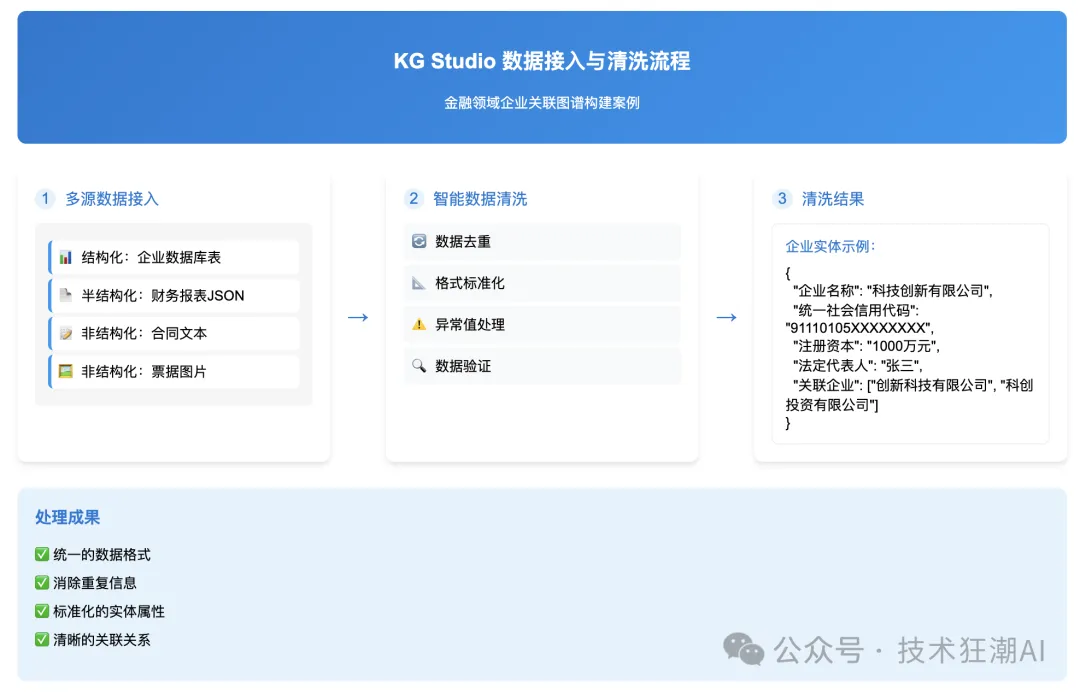 KG Studio 数据接入与清洗流程
金融领域企业关联图谱构建案例
1 多源数据接入
结构化：企业数据库表
半结构化：财务报表JSON
非结构化：合同文本
非结构化：票据图片
→
2 智能数据清洗
数据去重
格式标准化
异常值处理
数据验证
→
3 清洗结果
企业实体示例：
{
"企业名称": "科技创新有限公司",
"统一社会信用代码":
"91110105XXXXXXXX",
"注册资本": "1000万元",
"法定代表人": "张三",
"关联企业": ["创新科技有限公司", "科创
投资有限公司"]
}
处理成果
✅ 统一的数据格式
✅ 消除重复信息
✅ 标准化的实体属性
✅ 清晰的关联关系
公众号 · 技术狂潮AI